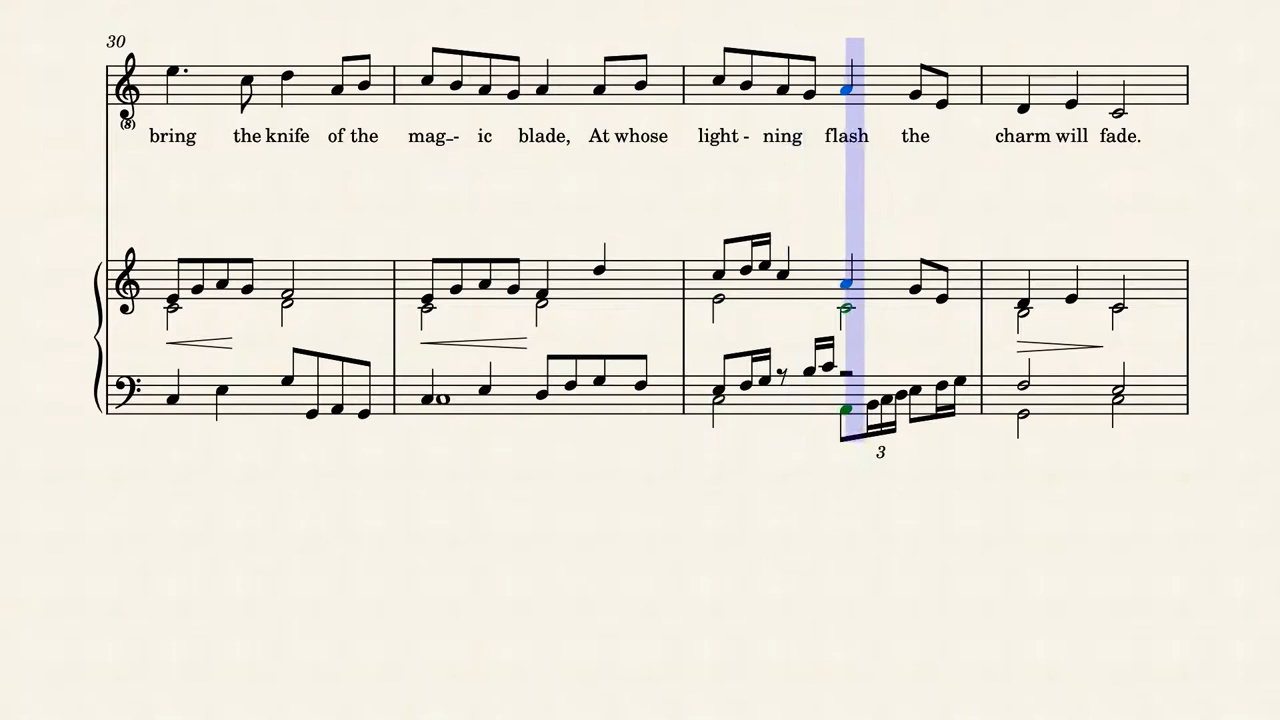 30
(8)
bring the knife of the mag - ic blade, At whose light - ning flash the charm will fade.
3